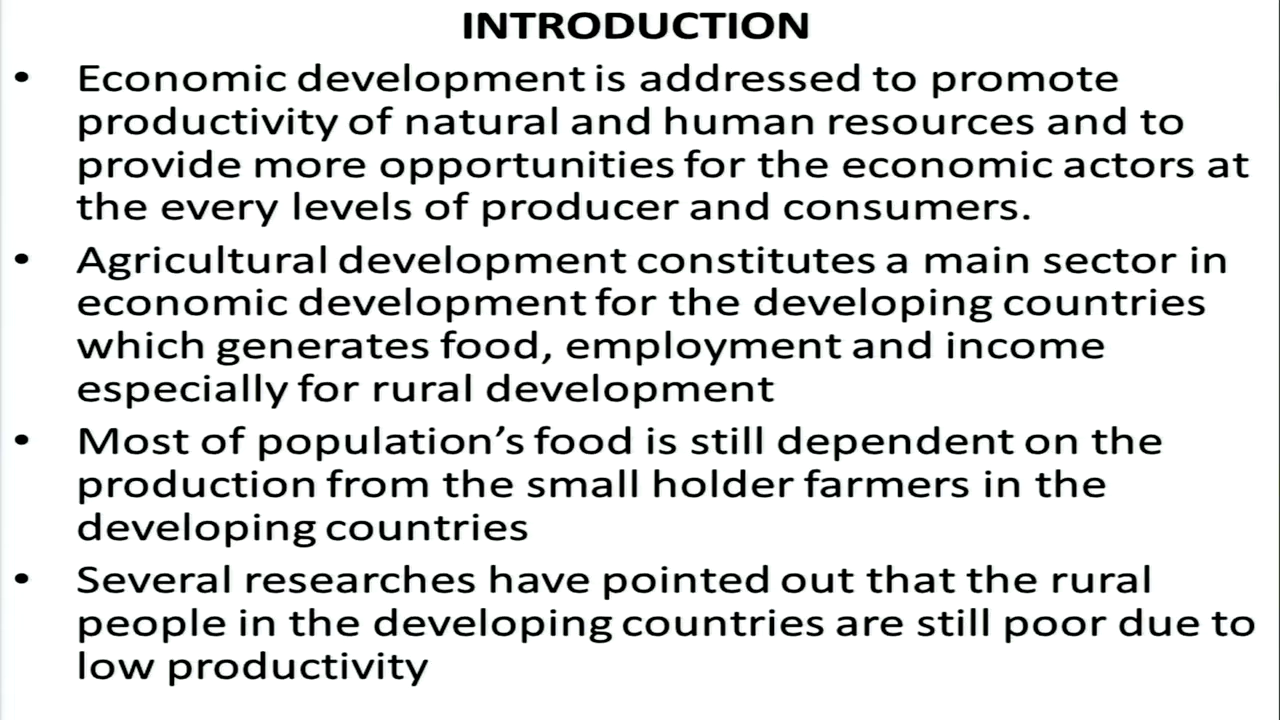 INTRODUCTION
• Economic development is addressed to promote
productivity of natural and human resources and to
provide more opportunities for the economic actors at
the every levels of producer and consumers.
• Agricultural development constitutes a main sector in
economic development for the developing countries
which generates food, employment and income
especially for rural development
• Most of population’s food is still dependent on the
production from the small holder farmers in the
developing countries
• Several researches have pointed out that the rural
people in the developing countries are still poor due to
low productivity